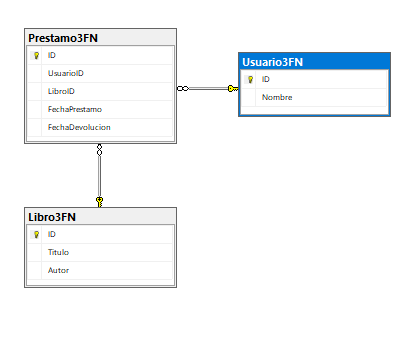 Prestamo3FN
ID
UsuarioID
LibroID
FechaPrestamo
FechaDevolucion
Usuario3FN
ID
Nombre
Libro3FN
ID
Titulo
Autor